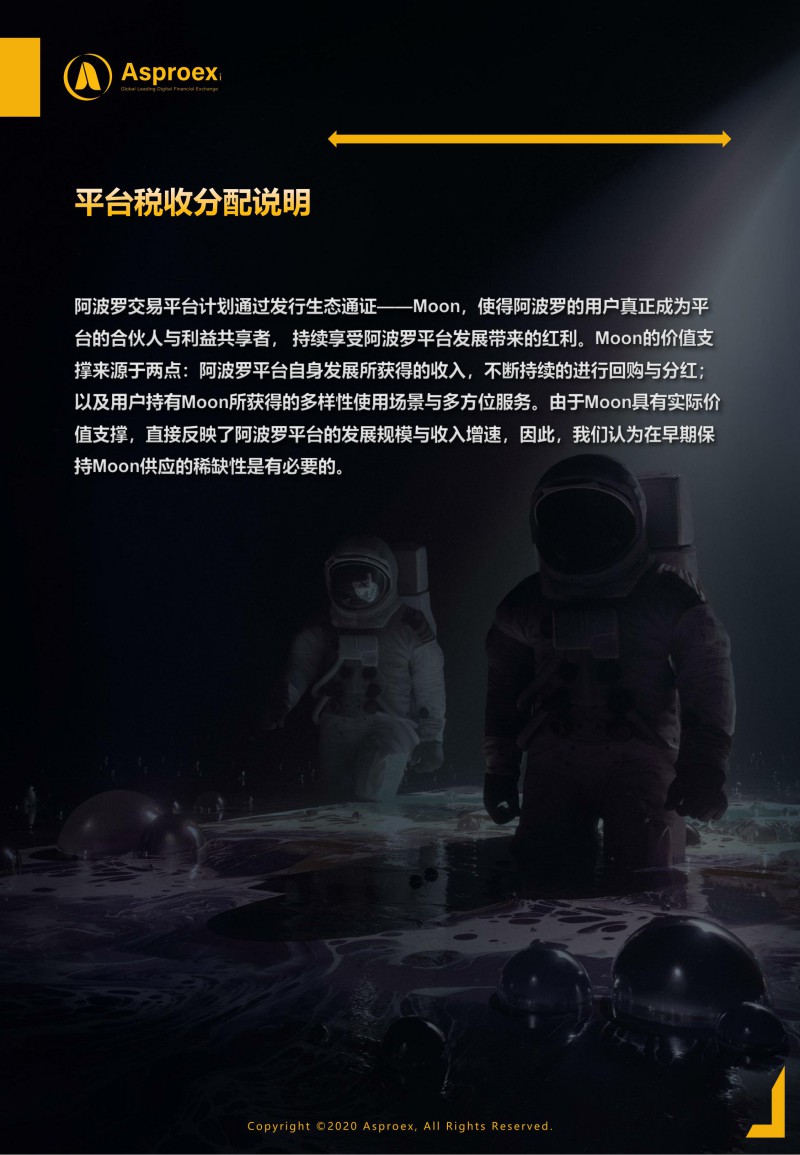 Asproex
Global Leading Digital Financial Exchange
平台税收分配说明
阿波罗交易平台计划通过发行生态通证——Moon，使得阿波罗的用户真正成为平
台的合伙人与利益共享者， 持续享受阿波罗平台发展带来的红利。Moon的价值支
撑来源于两点：阿波罗平台自身发展所获得的收入，不断持续的进行回购与分红；
以及用户持有Moon所获得的多样性使用场景与多方位服务。由于Moon具有实际价
值支撑，直接反映了阿波罗平台的发展规模与收入增速，因此，我们认为在早期保
持Moon供应的稀缺性是有必要的。
Copyright ©2020 Asproex, All Rights Reserved.